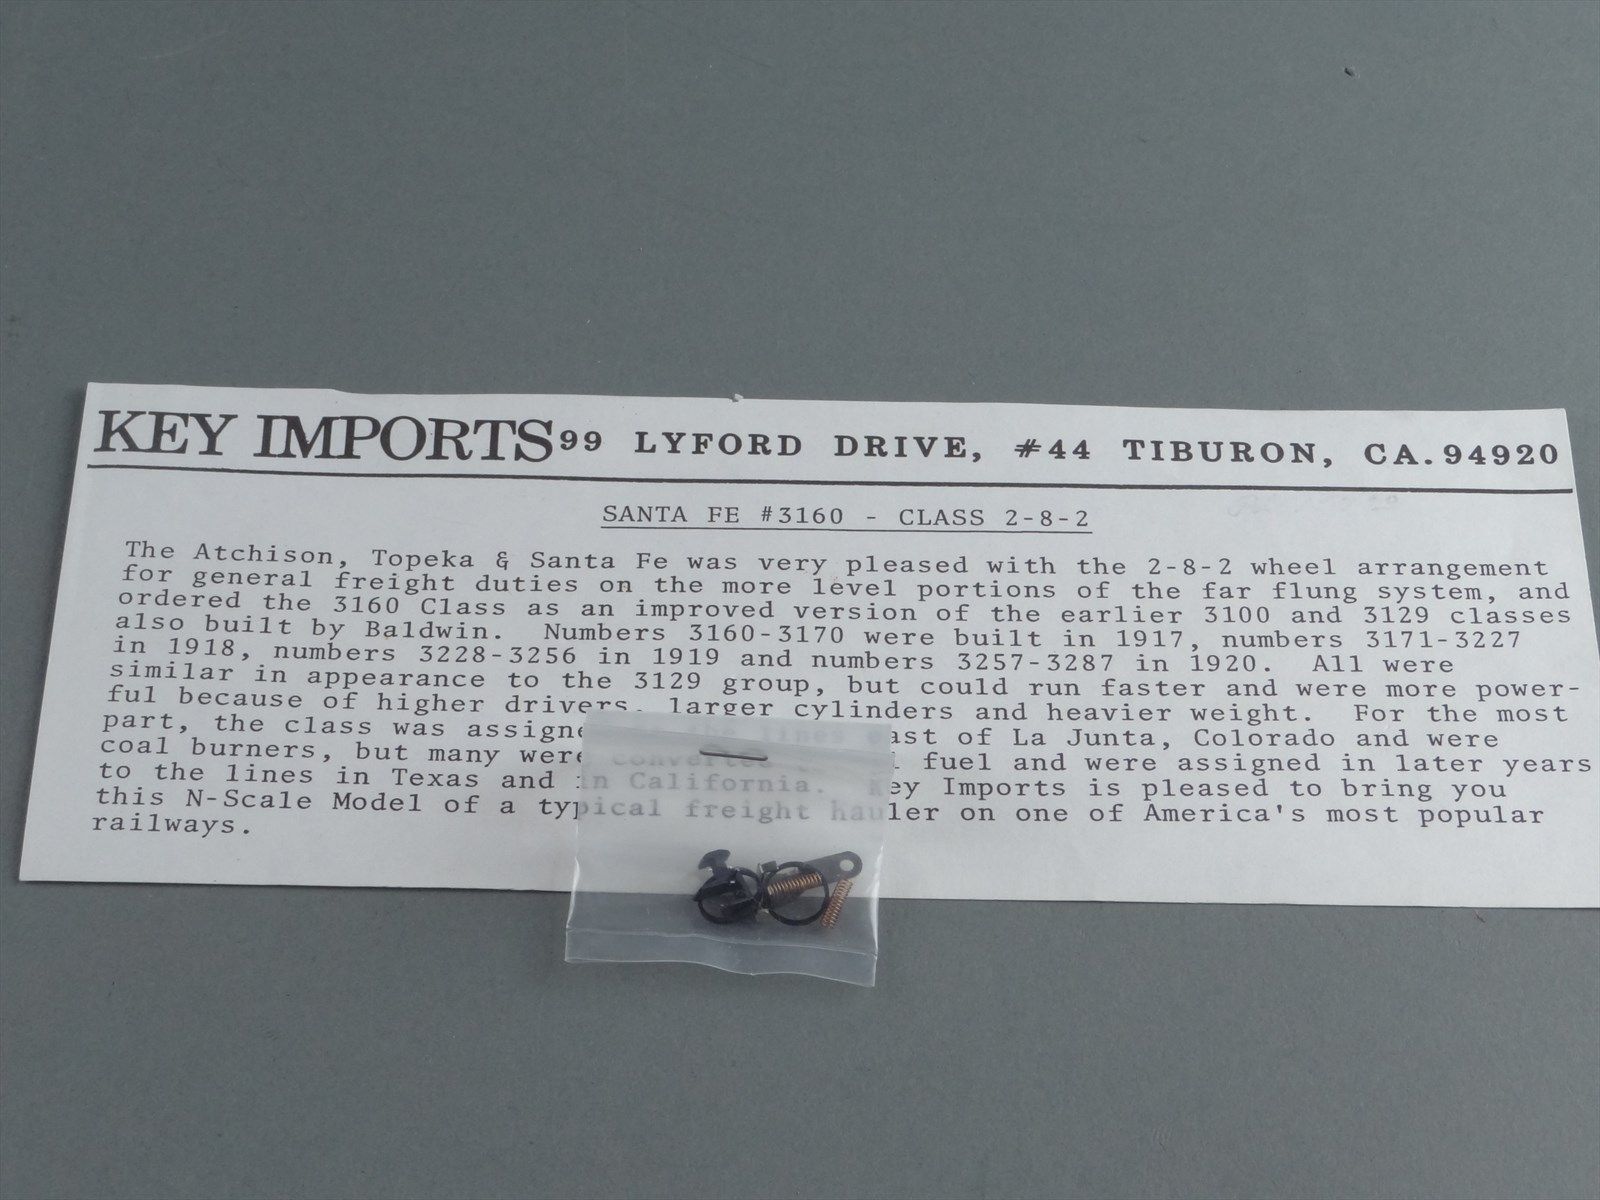 KEY IMPORTS 99 LYFORD DRIVE, #44 TIBURON, CA. 94920
SANTA FE #3160 - CLASS 2-8-2
The Atchison, Topeka & Santa Fe was very pleased with the 2-8-2 wheel arrangement
for general freight duties on the more level portions of the far flung system, and
ordered the 3160 Class as an improved version of the earlier 3100 and 3129 classes
also built by Baldwin. Numbers 3160-3170 were built in 1917, numbers 3171-3227
in 1918, numbers 3228-3256 in 1919 and numbers 3257-3287 in 1920. All were
similar in appearance to the 3129 group, but could run faster and were more power-
ful because of higher drivers, larger cylinders and heavier weight. For the most
part, the class was assigned the lines east of La Junta, Colorado and were
coal burners, but many were converted fuel and were assigned in later years
to the lines in Texas and in California. Key Imports is pleased to bring you
this N-Scale Model of a typical freight hauler on one of America's most popular
railways.